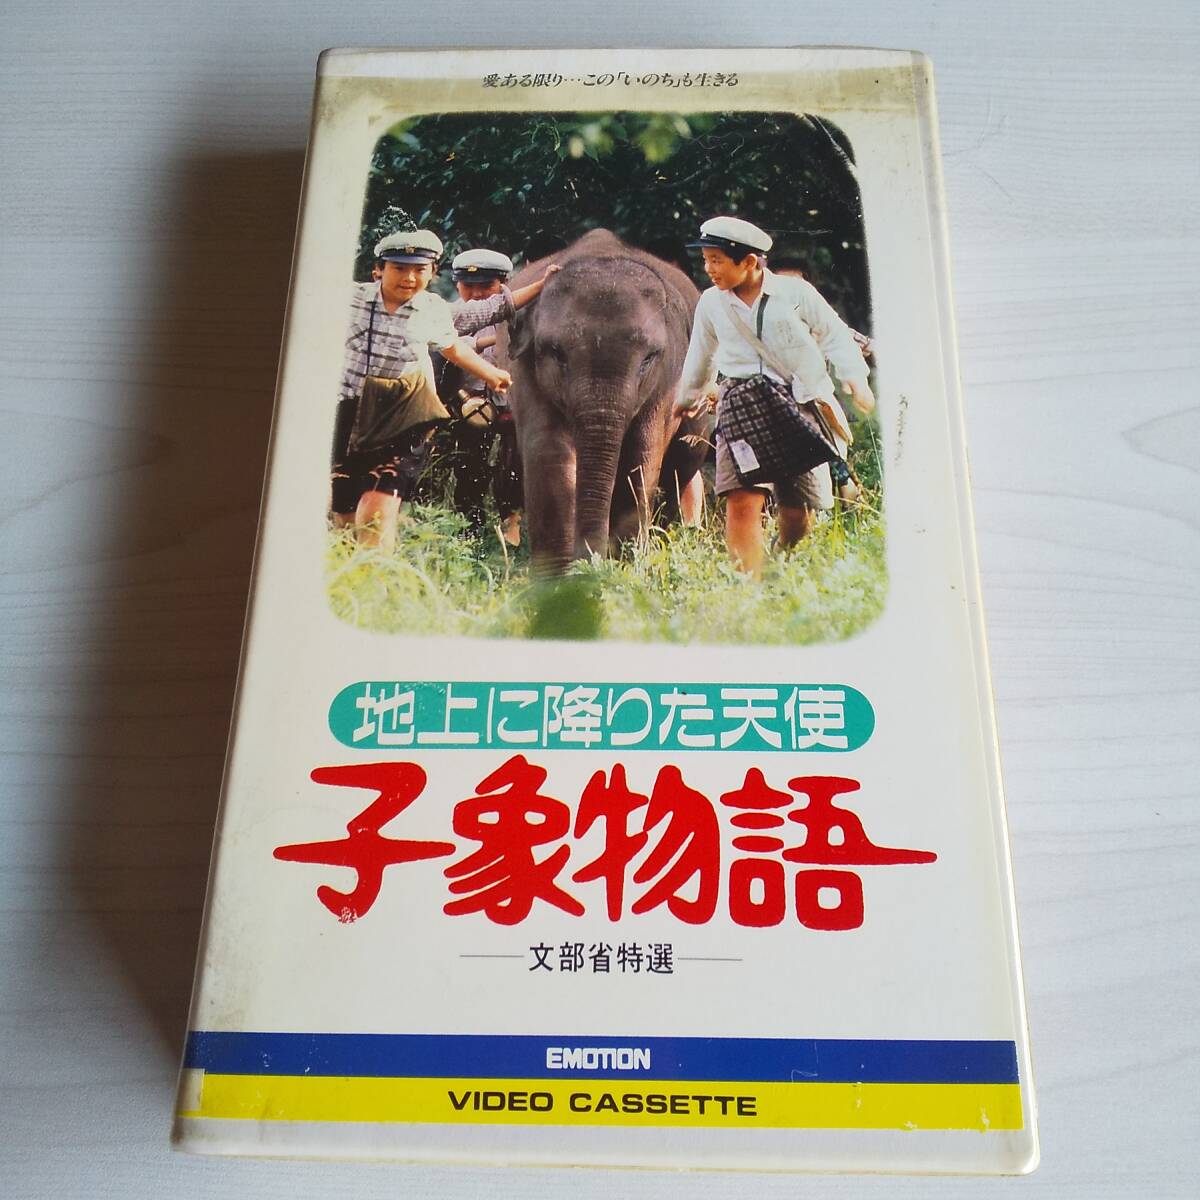 愛ある限り…この「いのち」も生きる
地上に降りた天使
子象物語
文部省特選
EMOTION
VIDEO CASSETTE